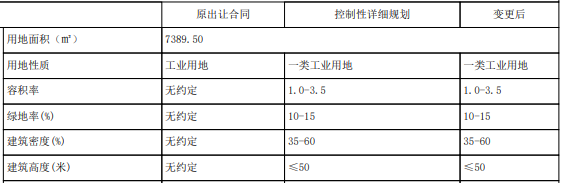 原出让合同 控制性详细规划 变更后
用地面积（㎡） 7389.50
用地性质 工业用地 一类工业用地 一类工业用地
容积率 无约定 1.0-3.5 1.0-3.5
绿地率(%) 无约定 10-15 10-15
建筑密度(%) 无约定 35-60 35-60
建筑高度(米) 无约定 ≤50 ≤50